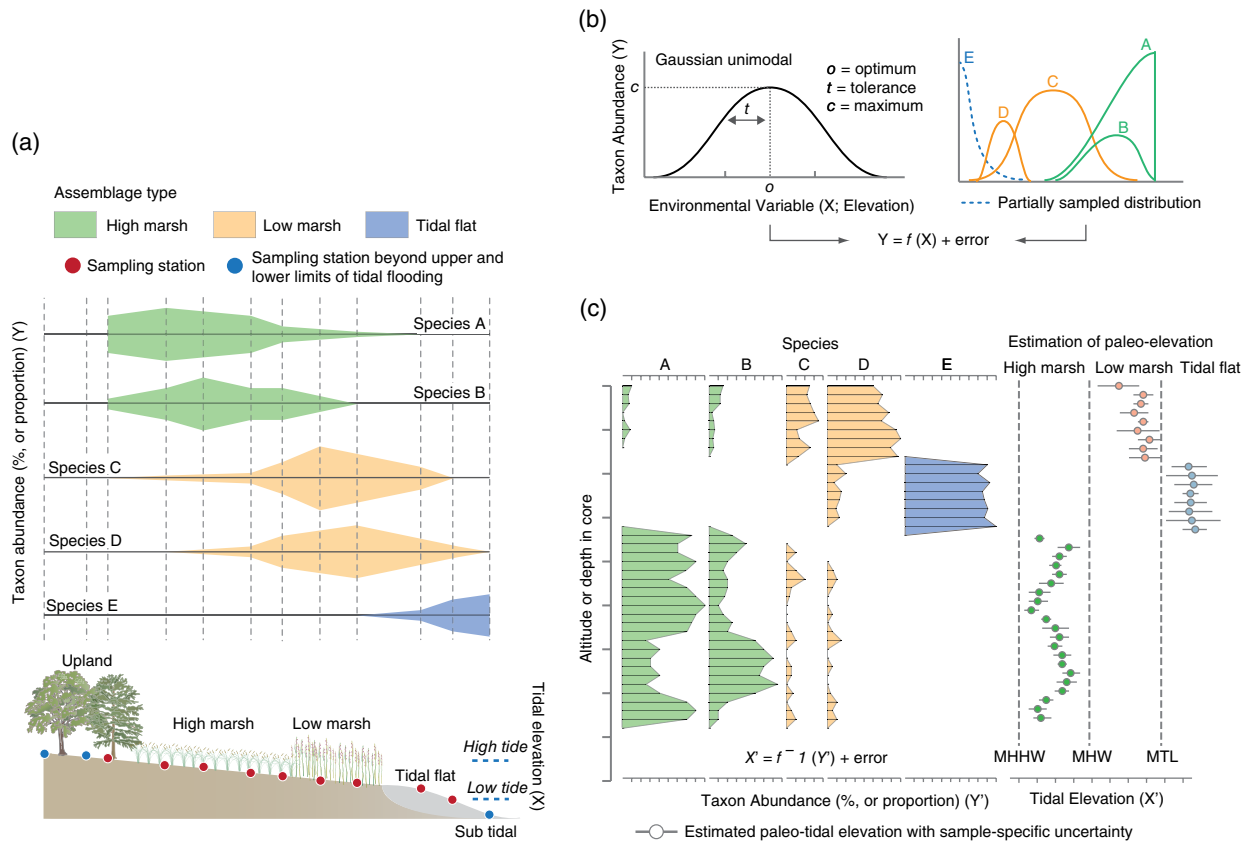 (a)
Assemblage type
High marsh
Low marsh
Tidal flat
Sampling station
Sampling station beyond upper and
lower limits of tidal flooding
Taxon abundance (%, or proportion) (Y)
Species A
Species B
Species C
Species D
Species E
Upland
High marsh
Low marsh
Tidal flat
Sub tidal
High tide
Low tide
Tidal elevation (X)
(b)
Taxon Abundance (Y)
Gaussian unimodal
o = optimum
t = tolerance
c = maximum
c
t
o
Environmental Variable (X; Elevation)
E
D
C
B
A
Partially sampled distribution
Y = f (X) + error
(c)
Species
A
B
C
D
E
Estimation of paleo-elevation
High marsh
Low marsh
Tidal flat
Altitude or depth in core
X' = f⁻ 1 (Y') + error
MHHW
MHW
MTL
Taxon Abundance (%, or proportion) (Y')
Tidal Elevation (X')
Estimated paleo-tidal elevation with sample-specific uncertainty